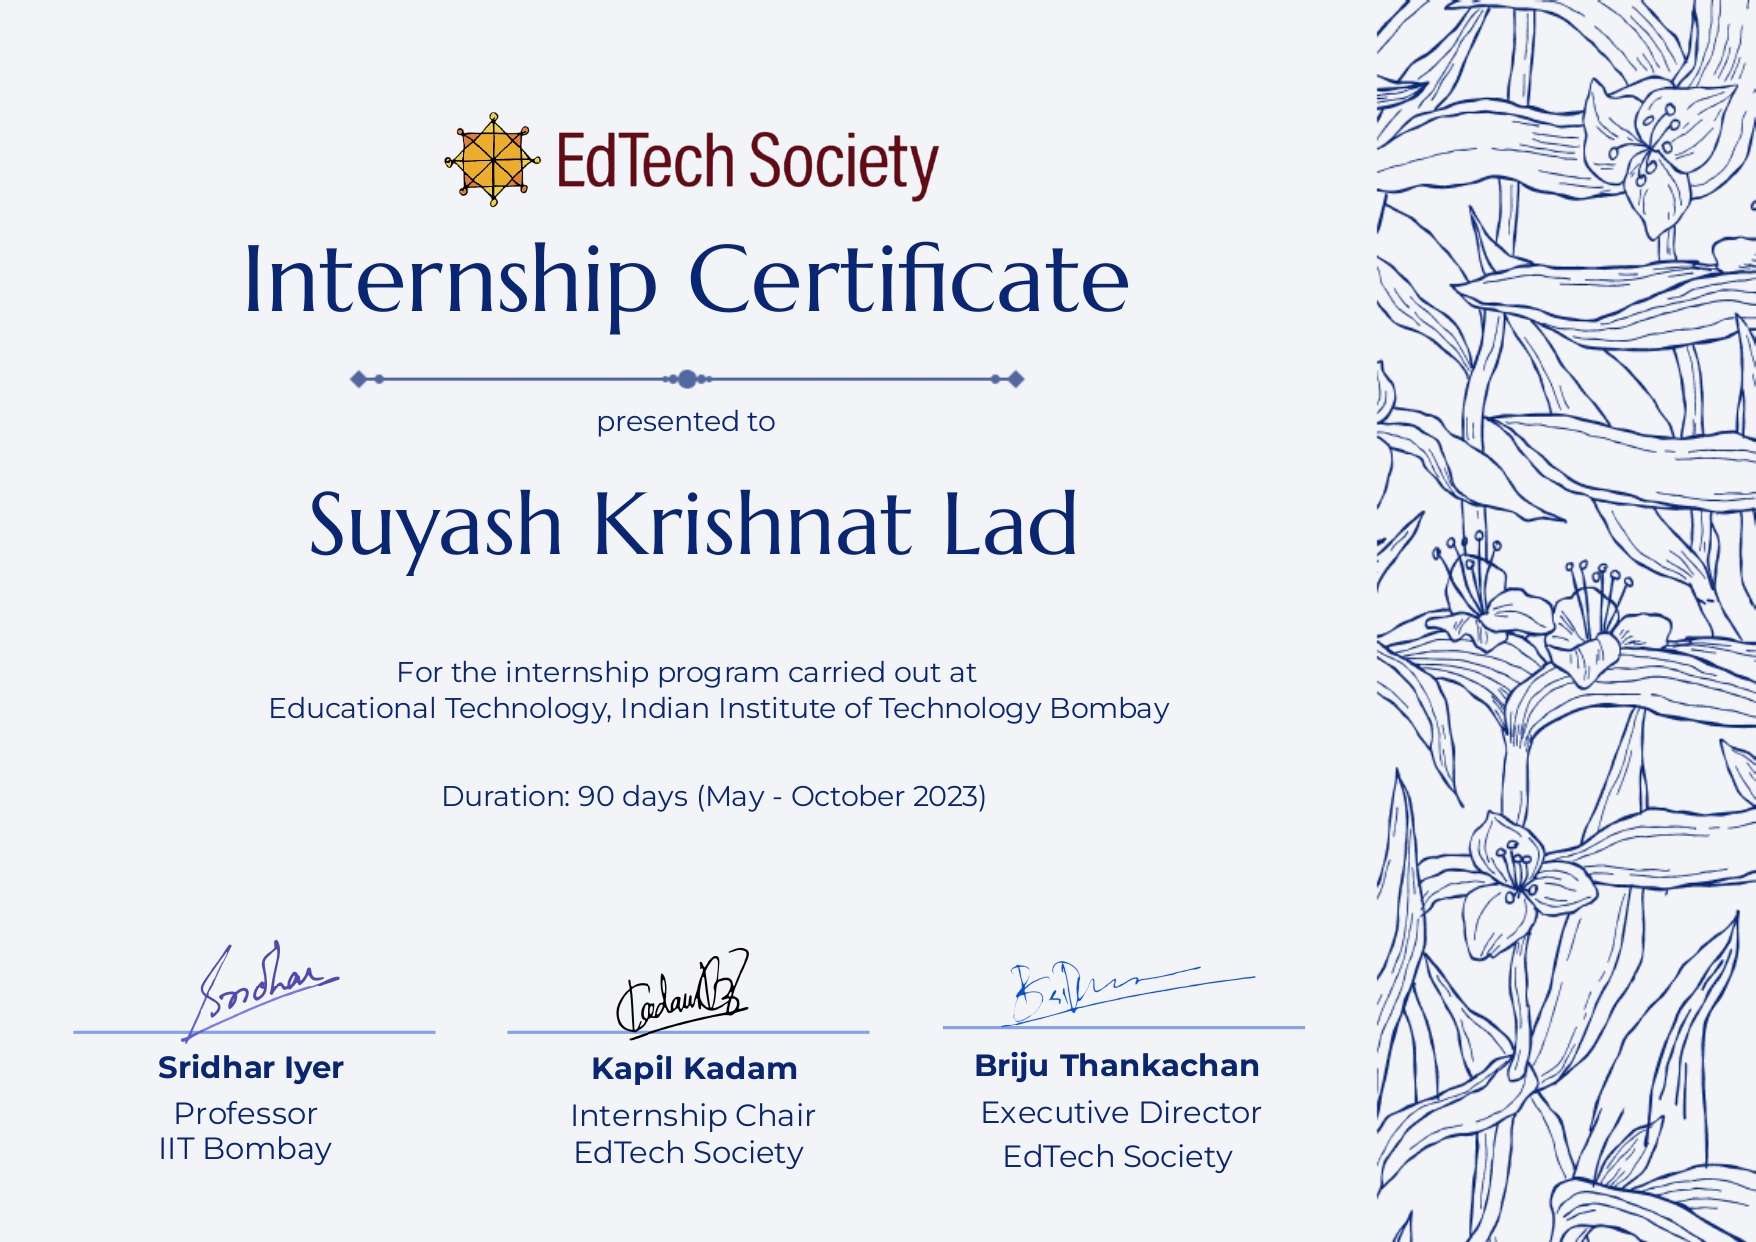 EdTech Society
Internship Certificate
presented to
Suyash Krishnat Lad
For the internship program carried out at
Educational Technology, Indian Institute of Technology Bombay
Duration: 90 days (May - October 2023)
Sridhar
Sridhar Iyer
Professor
IIT Bombay
Kapil Kadam
Internship Chair
EdTech Society
Briju Thankachan
Executive Director
EdTech Society